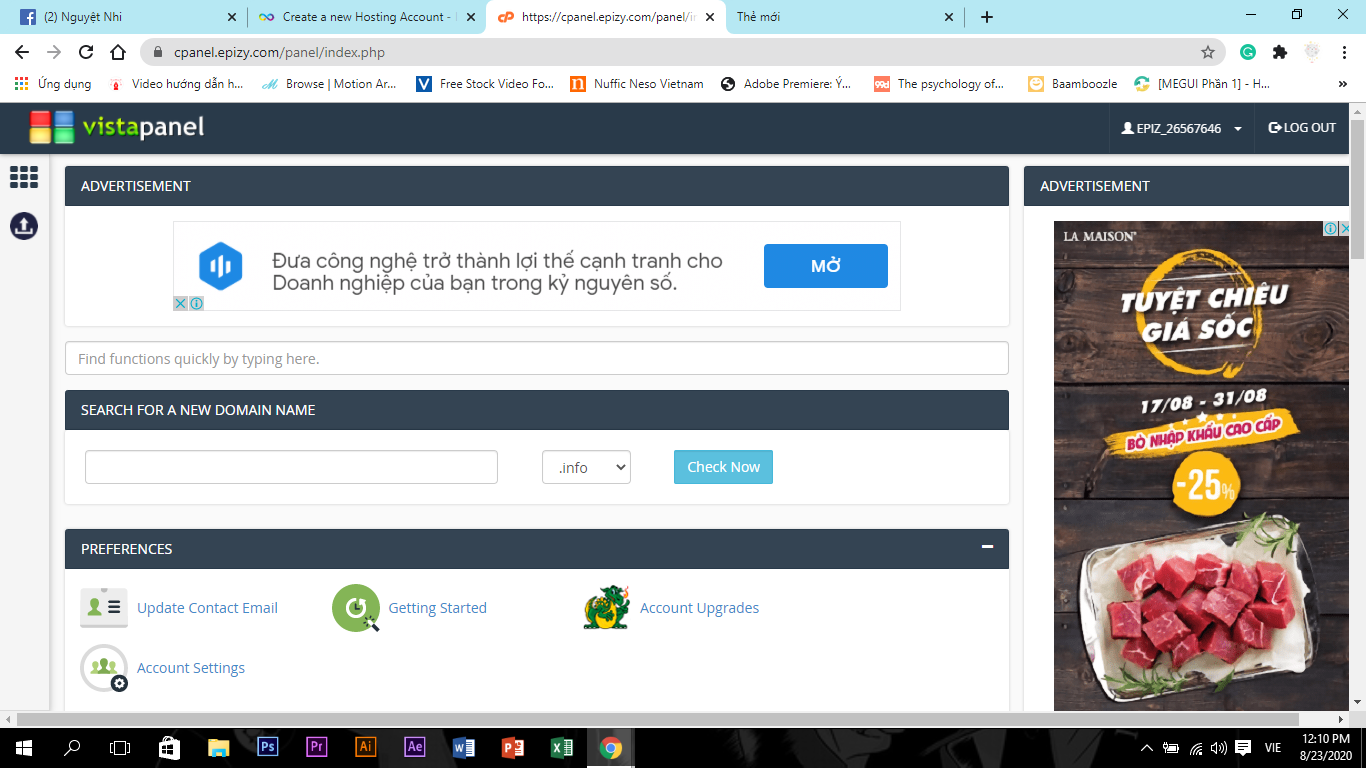 (2) Nguyệt Nhi
Create a new Hosting Account -
https://cpanel.epizy.com/panel/in
Thẻ mới
cpanel.epizy.com/panel/index.php
Ứng dụng
Video hướng dẫn h...
Browse | Motion Ar...
Free Stock Video Fo...
Nuffic Neso Vietnam
Adobe Premiere: Ý...
The psychology of...
Baamboozle
[MEGUI Phần 1] - H...
vistapanel
EPIZ_26567646
LOG OUT
ADVERTISEMENT
Đưa công nghệ trở thành lợi thế cạnh tranh cho
Doanh nghiệp của bạn trong kỷ nguyên số.
MỞ
Find functions quickly by typing here.
SEARCH FOR A NEW DOMAIN NAME
.info
Check Now
PREFERENCES
Update Contact Email
Getting Started
Account Upgrades
Account Settings
ADVERTISEMENT
LA MAISON
TUYỆT CHIÊU
GIÁ SỐC
17/08 - 31/08
BÒ NHẬP KHẨU CAO CẤP
-25%
VIE
12:10 PM
8/23/2020